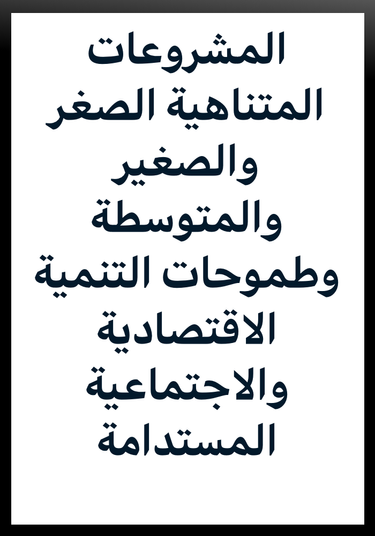 المشروعات
المتناهية الصغر
والصغير
والمتوسطة
وطموحات التنمية
الاقتصادية
والاجتماعية
المستدامة